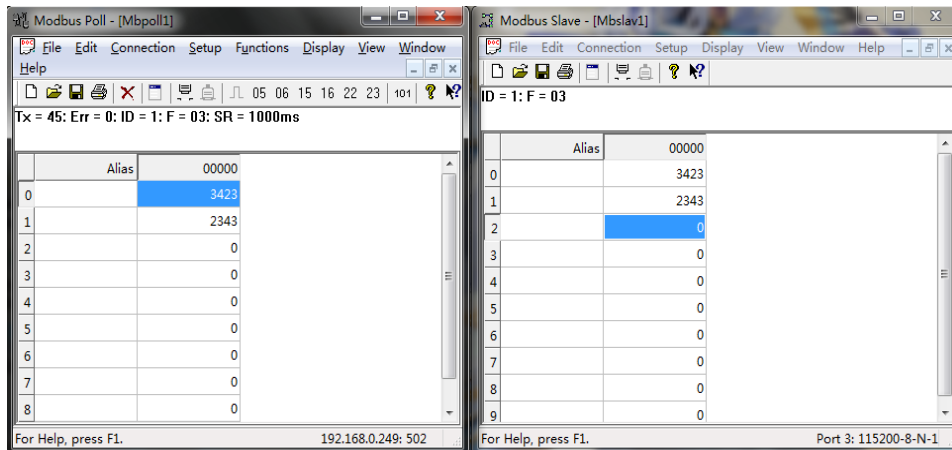 Modbus Poll - [Mbpoll1]
File Edit Connection Setup Functions Display View Window
Help
05 06 15 16 22 23 101
Tx = 45: Err = 0: ID = 1: F = 03: SR = 1000ms
Alias 00000
0 3423
1 2343
2 0
3 0
4 0
5 0
6 0
7 0
8 0
For Help, press F1. 192.168.0.249: 502
Modbus Slave - [Mbslav1]
File Edit Connection Setup Display View Window Help
ID = 1: F = 03
Alias 00000
0 3423
1 2343
2 0
3 0
4 0
5 0
6 0
7 0
8 0
9 0
For Help, press F1. Port 3: 115200-8-N-1